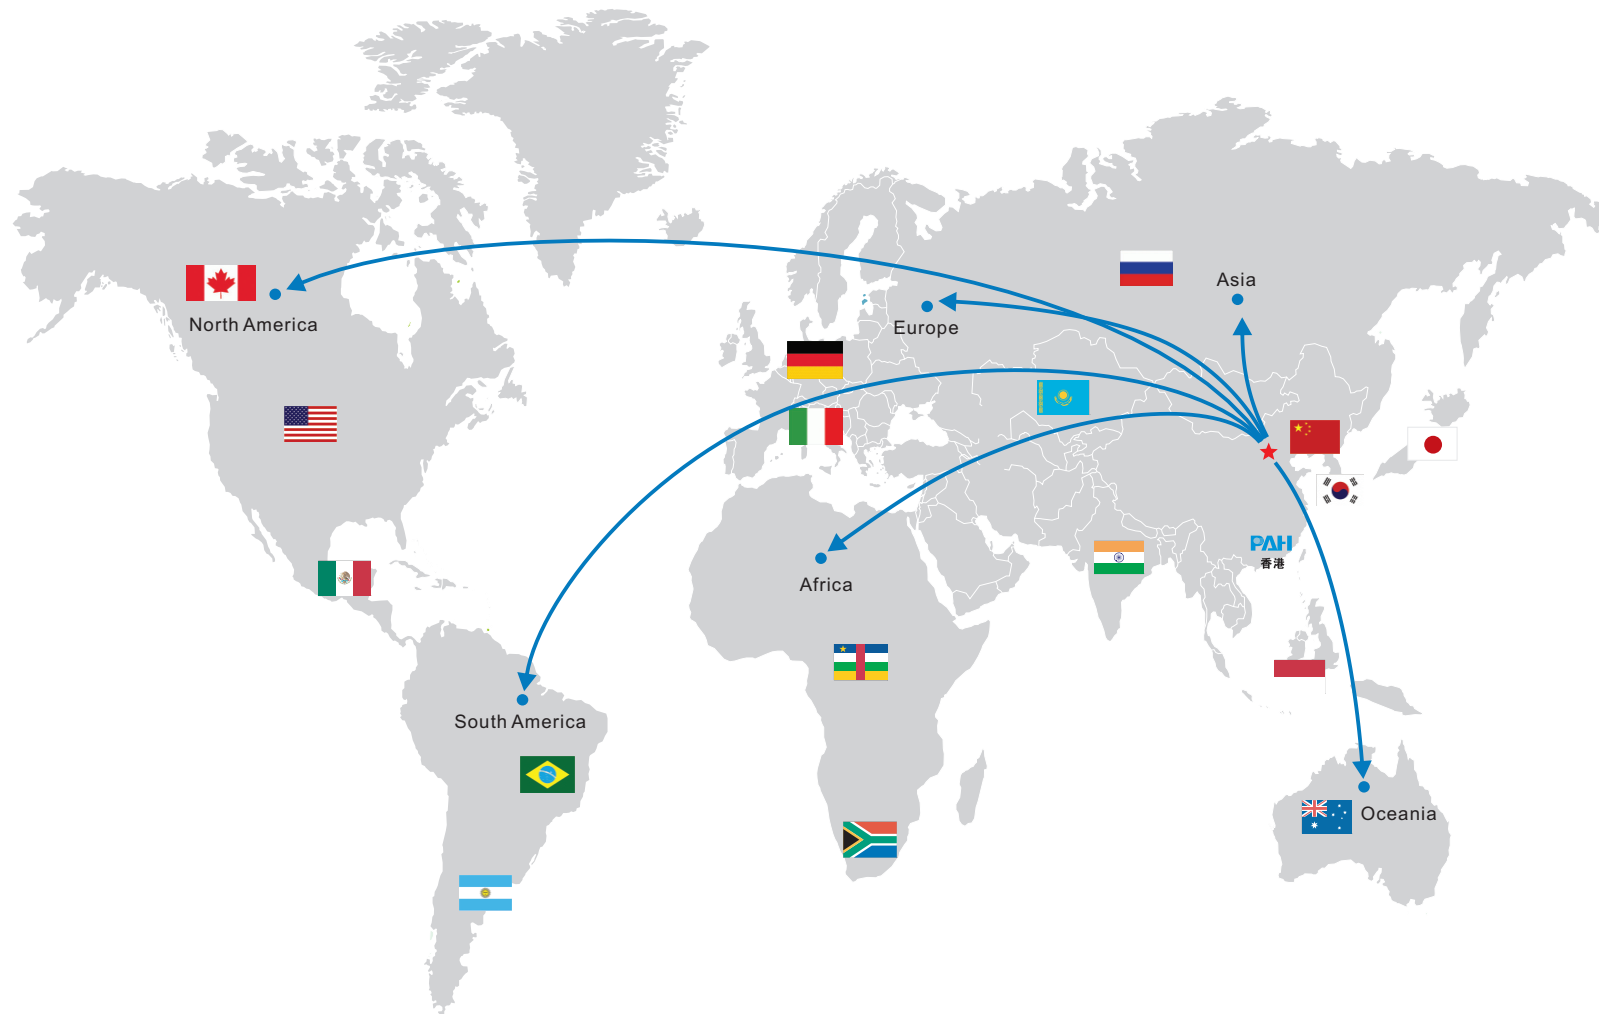 Asia
North America
Europe
PAH
香港
Africa
South America
Oceania